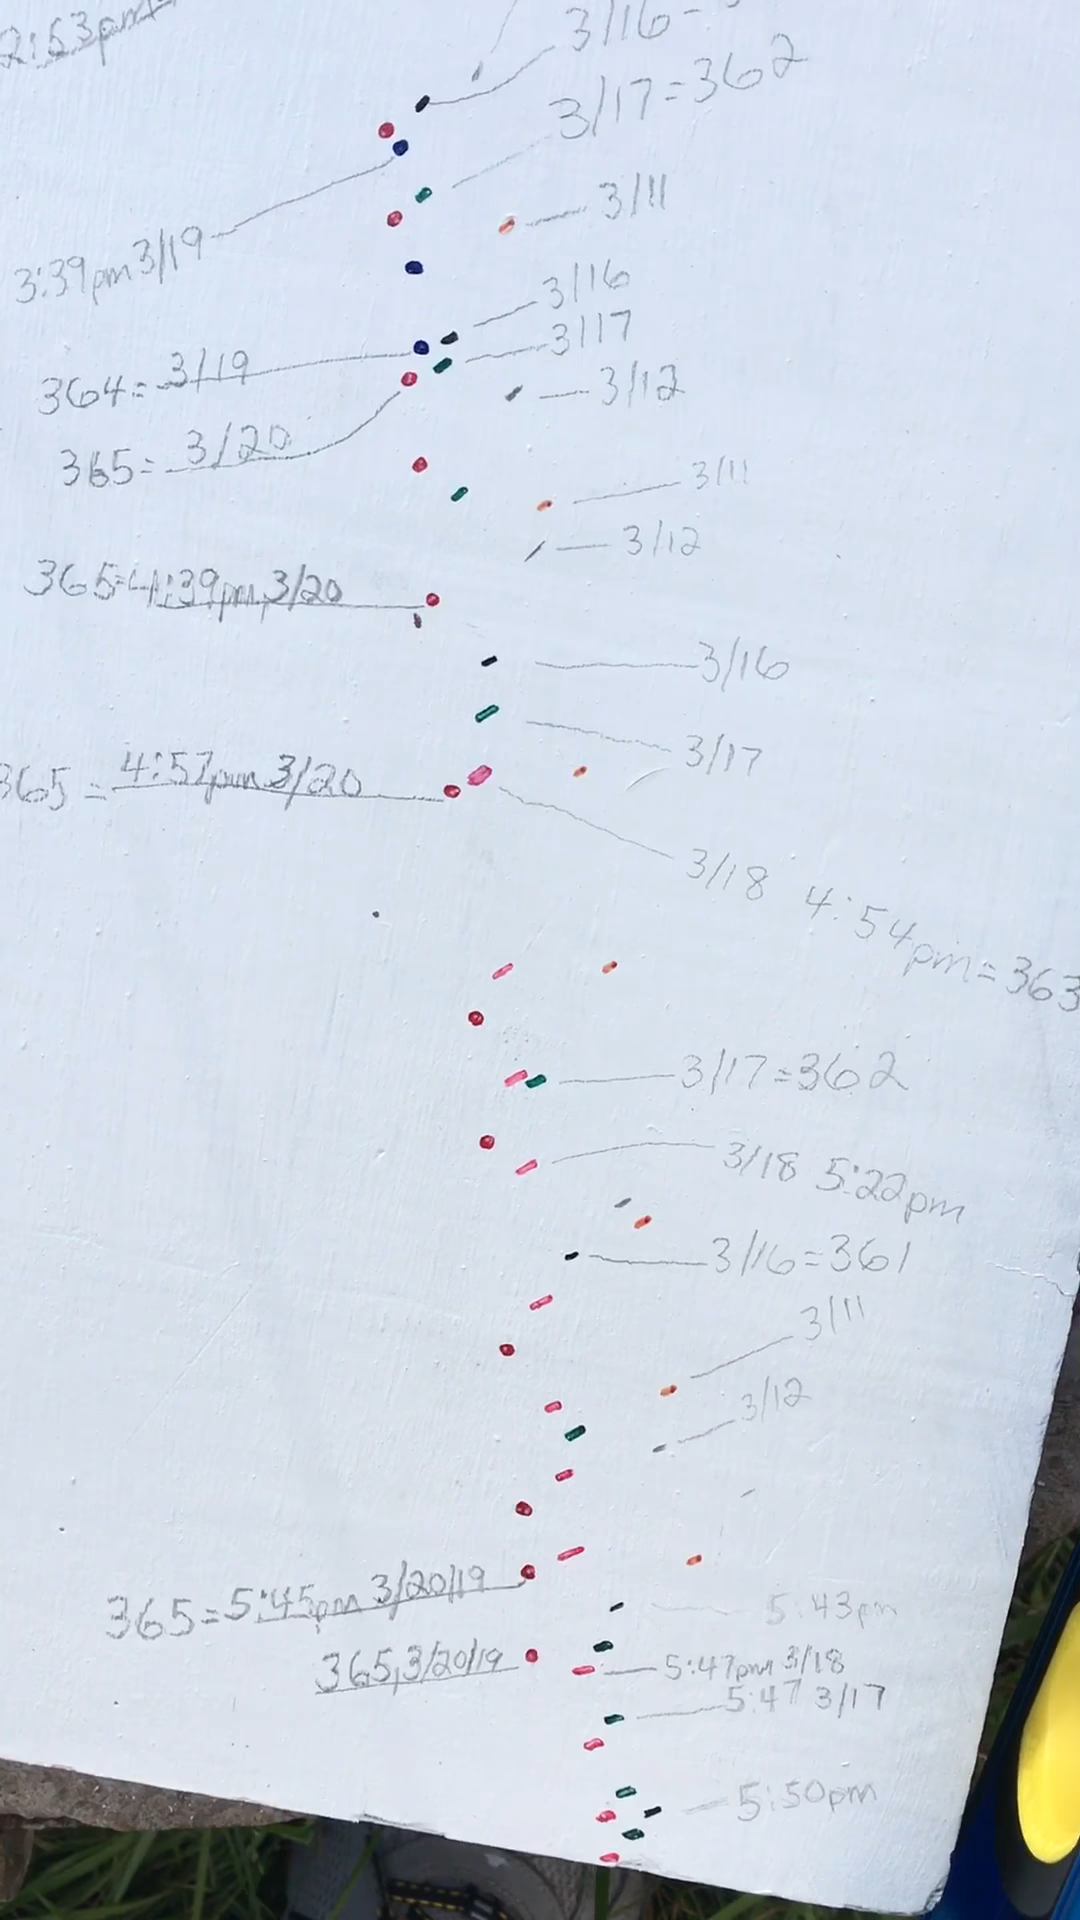 2:53pm
3/16 -
3/17=362
3/11
3:39pm 3/19
3/16
3/17
364= 3/19
3/12
365= 3/20
3/11
3/12
365=4:39pm, 3/20
3/16
3/17
365 = 4:57pm 3/20
3/18 4:54pm=363
3/17=362
3/18 5:22pm
3/16=361
3/11
3/12
365=5:45pm 3/20/19
5:43pm
365, 3/20/19
5:47pm 3/18
5:47 3/17
5:50pm